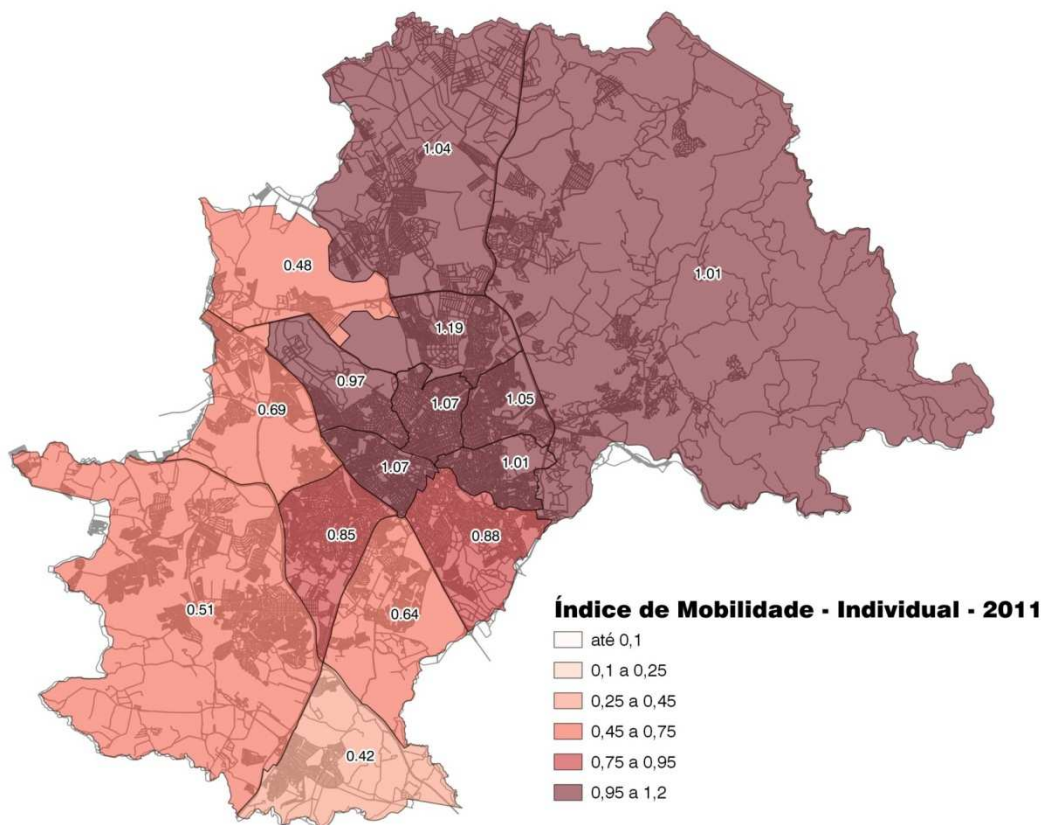 1.04
0.48
1.01
1.19
0.97
1.07
1.05
0.69
1.07
1.01
0.85
0.88
0.51
0.64
0.42
Índice de Mobilidade - Individual - 2011
até 0,1
0,1 a 0,25
0,25 a 0,45
0,45 a 0,75
0,75 a 0,95
0,95 a 1,2